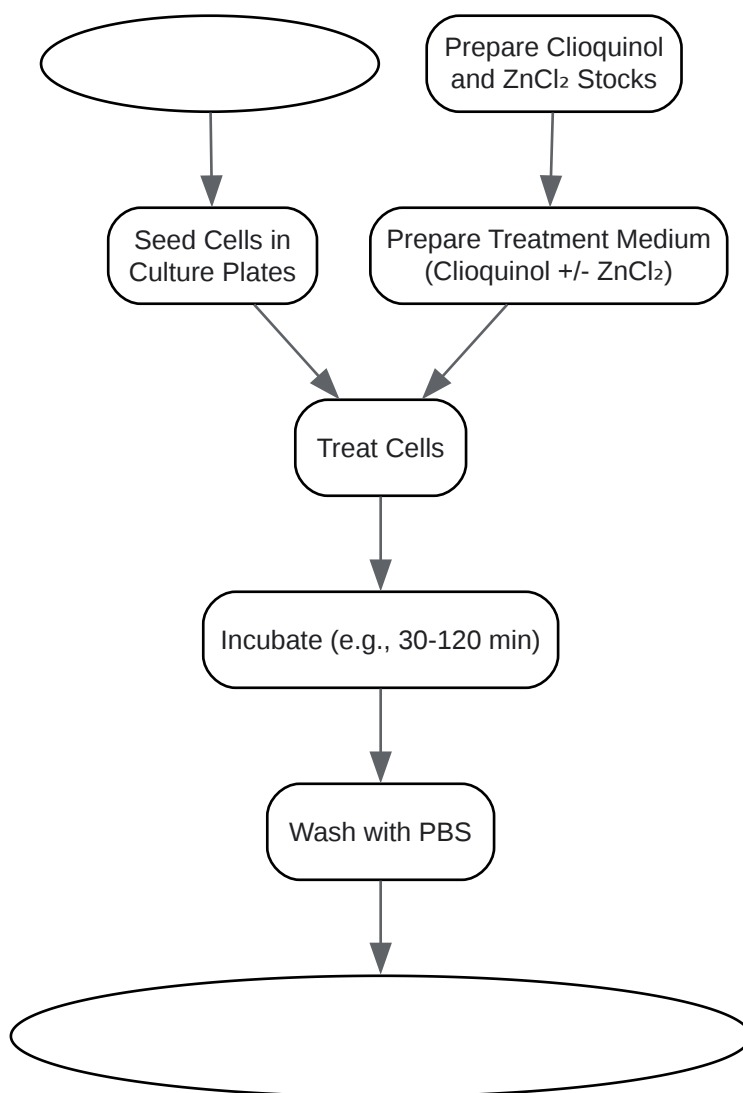 Prepare Clioquinol
and ZnCl₂ Stocks
Seed Cells in
Culture Plates
Prepare Treatment Medium
(Clioquinol +/- ZnCl₂)
Treat Cells
Incubate (e.g., 30-120 min)
Wash with PBS